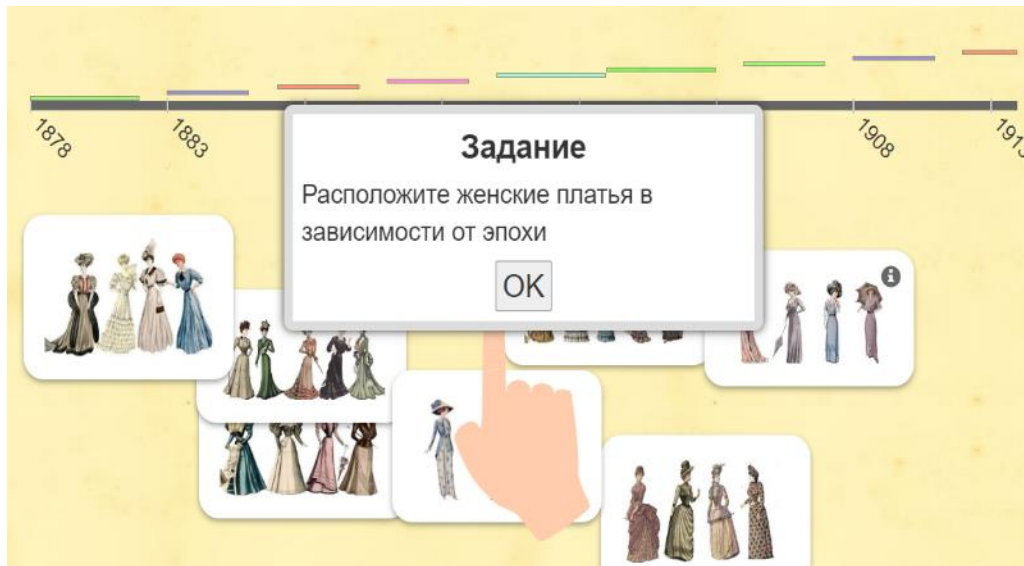 1878
1883
1908
Задание
Расположите женские платья в
зависимости от эпохи
OK